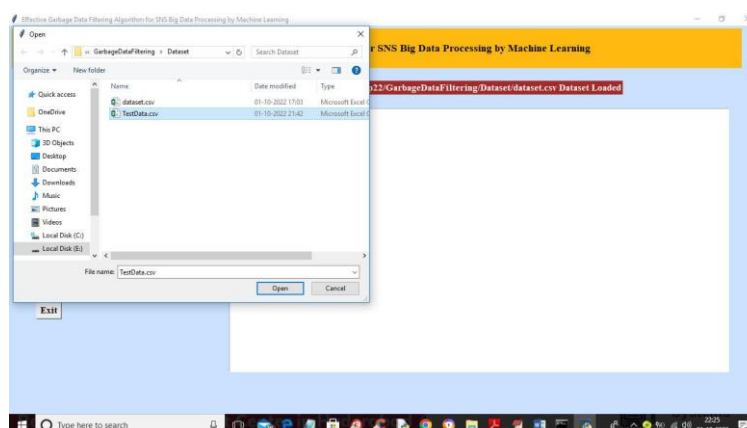 Effective Garbage Data Filtering Algorithm for SNS Big Data Processing by Machine Learning
Open
r SNS Big Data Processing by Machine Learning
« GarbageDataFiltering › Dataset
Search Dataset
Organize
New folder
22/GarbageDataFiltering/Dataset/dataset.csv Dataset Loaded
Name
Date modified
Type
Quick access
dataset.csv
01-10-2022 17:03
Microsoft Excel C
OneDrive
TestData.csv
01-10-2022 21:42
Microsoft Excel C
This PC
3D Objects
Desktop
Documents
Downloads
Music
Pictures
Videos
Local Disk (C:)
Local Disk (E:)
File name:
TestData.csv
Open
Cancel
Exit
Type here to search
22:25